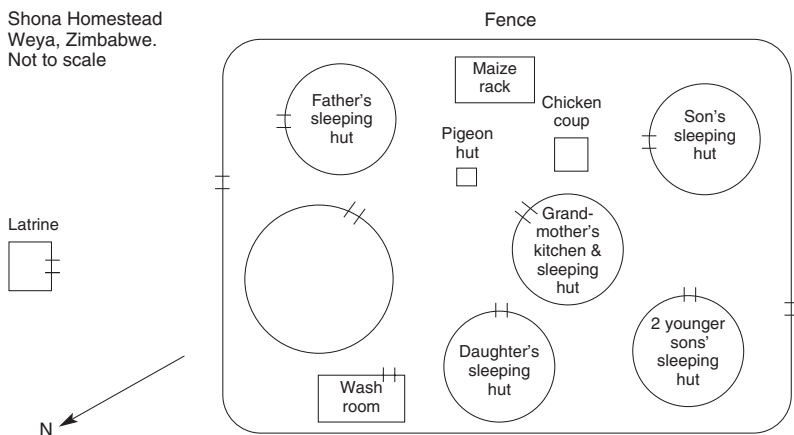 Shona Homestead
Weya, Zimbabwe.
Not to scale
Fence
Maize
rack
Father's
sleeping
hut
Chicken
coup
Son's
sleeping
hut
Pigeon
hut
Latrine
Grand-
mother's
kitchen &
sleeping
hut
Daughter's
sleeping
hut
2 younger
sons'
sleeping
hut
Wash
room
N